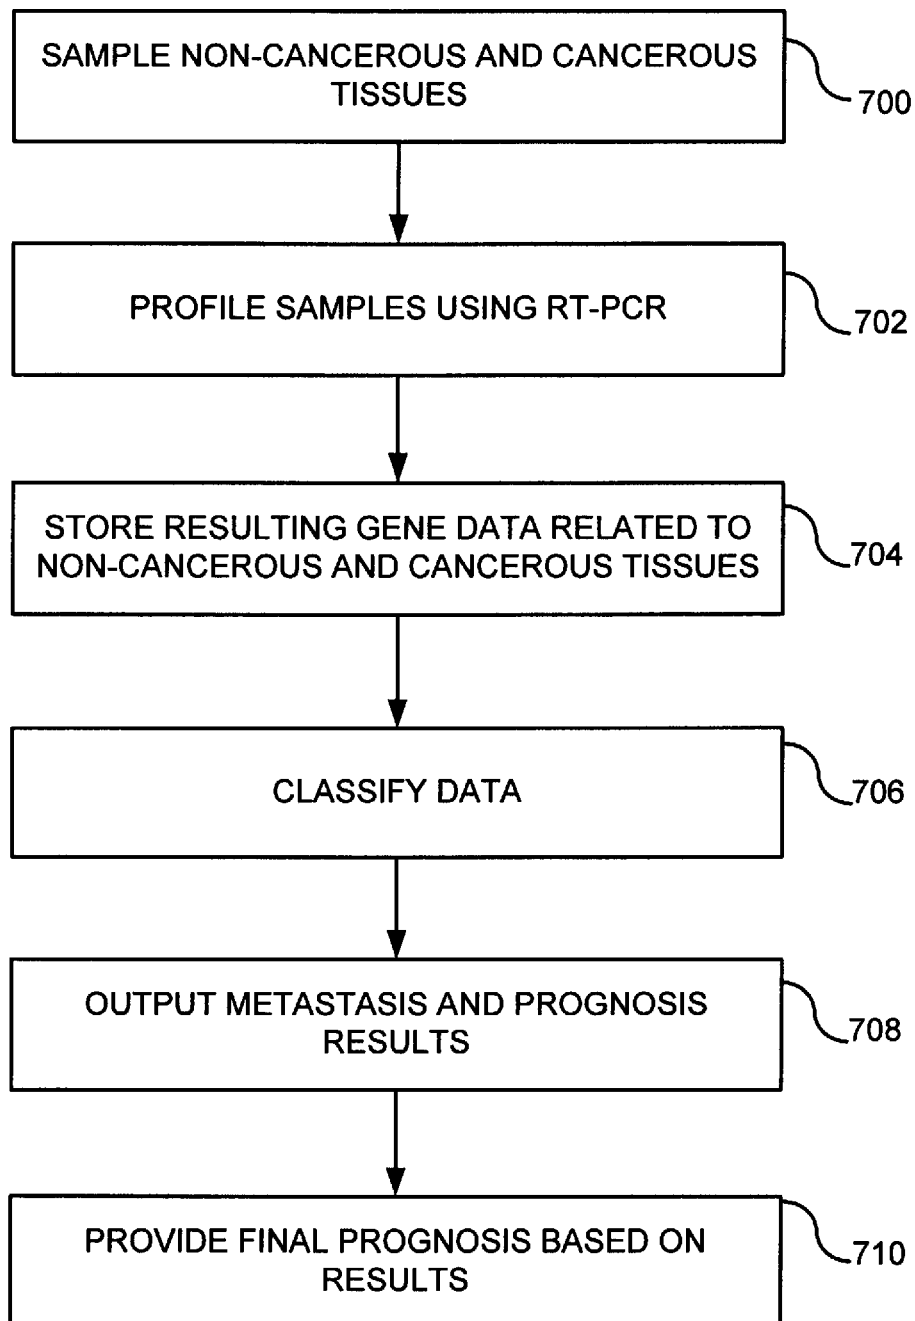 SAMPLE NON-CANCEROUS AND CANCEROUS
TISSUES
700
PROFILE SAMPLES USING RT-PCR
702
STORE RESULTING GENE DATA RELATED TO
NON-CANCEROUS AND CANCEROUS TISSUES
704
CLASSIFY DATA
706
OUTPUT METASTASIS AND PROGNOSIS
RESULTS
708
PROVIDE FINAL PROGNOSIS BASED ON
RESULTS
710